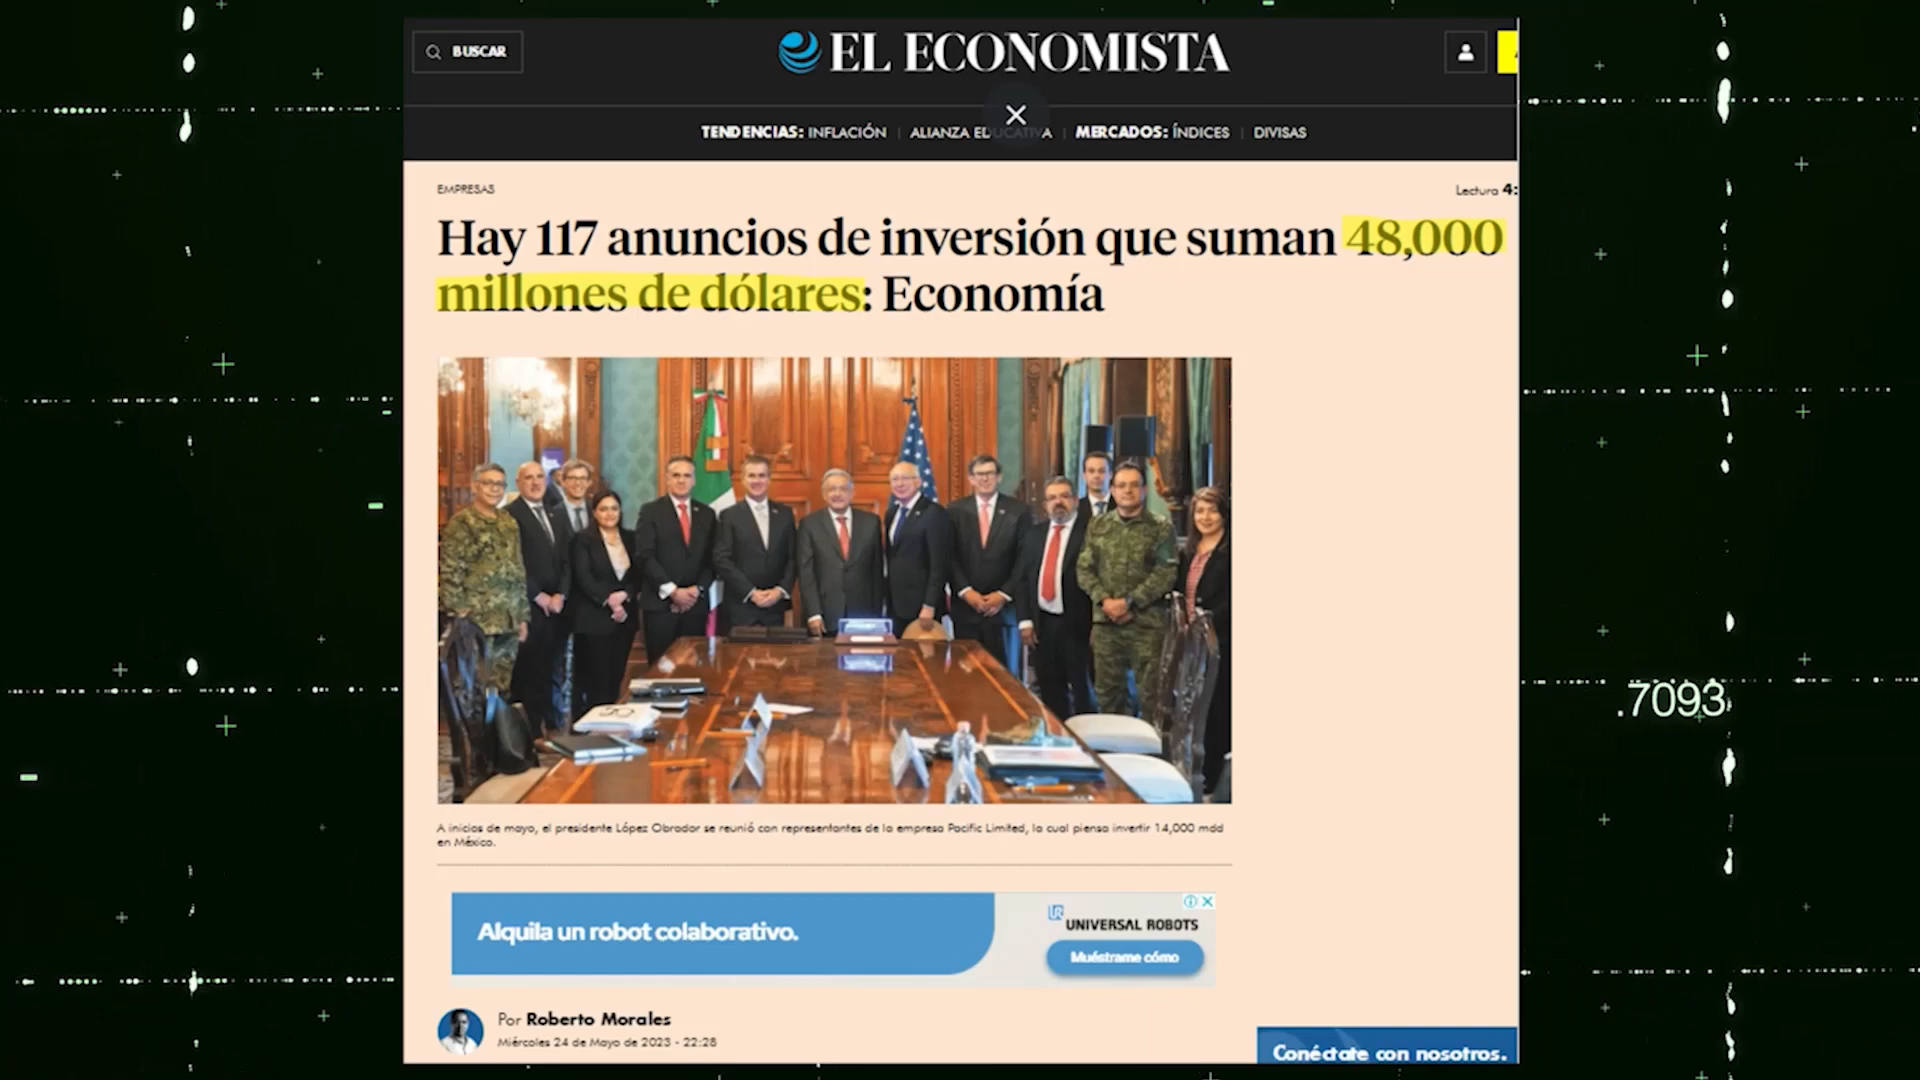 BUSCAR
EL ECONOMISTA
TENDENCIAS: INFLACIÓN | ALIANZA EDUCATIVA | MERCADOS: ÍNDICES | DIVISAS
EMPRESAS
Lectura 4:
Hay 117 anuncios de inversión que suman 48,000
millones de dólares: Economía
A inicios de mayo, el presidente López Obrador se reunió con representantes de la empresa Pacific Limited, la cual piensa invertir 14,000 mdd
en México.
Alquila un robot colaborativo.
UR
UNIVERSAL ROBOTS
Muéstrame cómo
Por Roberto Morales
Miércoles 24 de Mayo de 2023 - 22:28
Conéctate con nosotros.
.7093